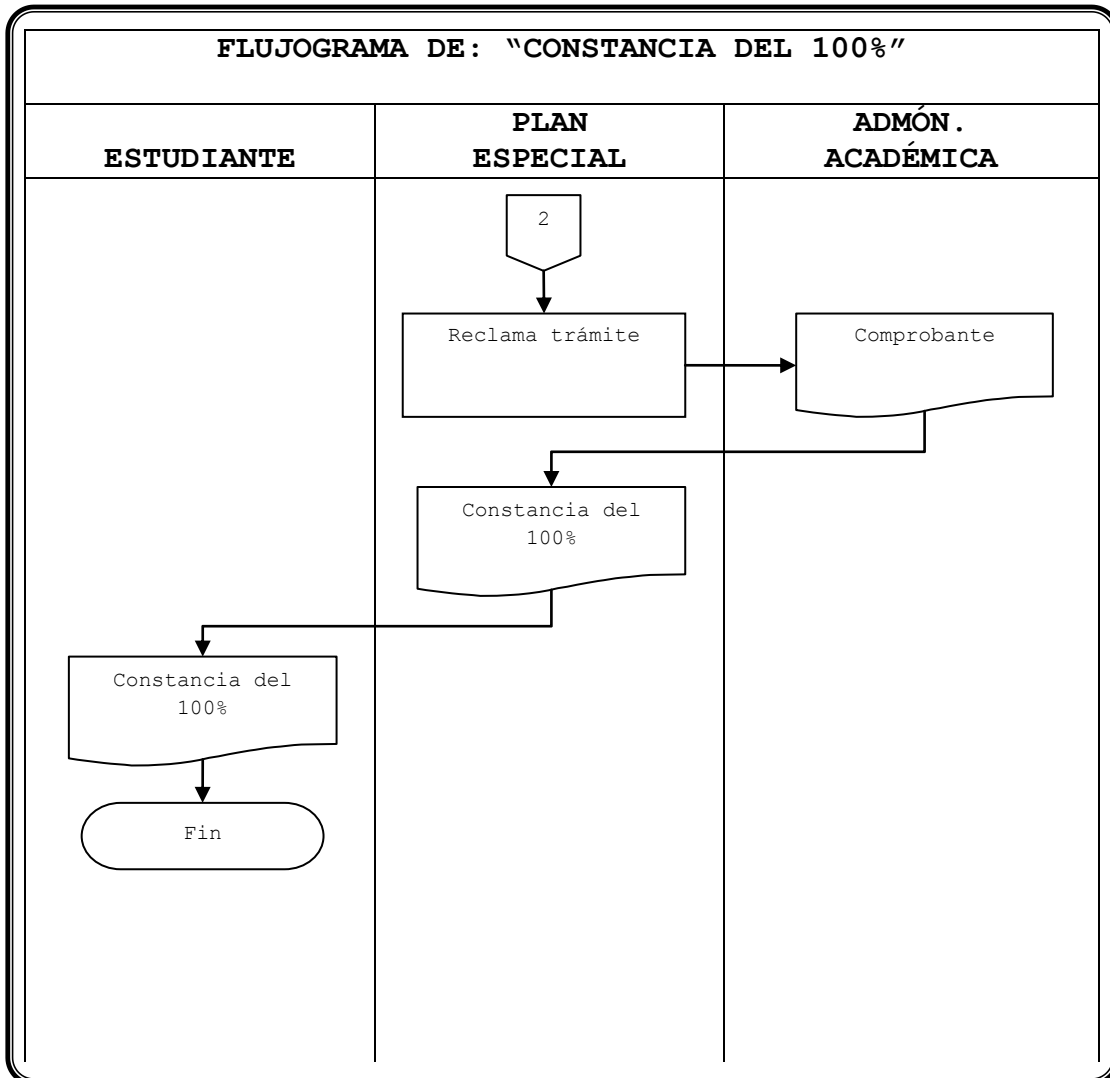 FLUJOGRAMA DE: “CONSTANCIA DEL 100%”
ESTUDIANTE
PLAN
ESPECIAL
ADMÓN.
ACADÉMICA
2
Reclama trámite
Comprobante
Constancia del
100%
Constancia del
100%
Fin